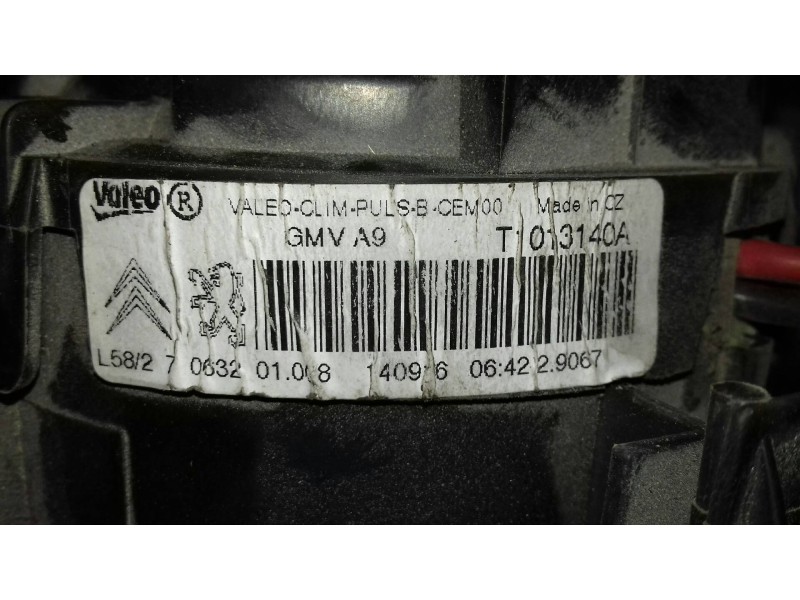 Valeo ® VALEO-CLIM-PULS-B-CEM00 Made in CZ
GMV A9 T1013140A
L58/2 7 0632 01.008 06:42 2.9067